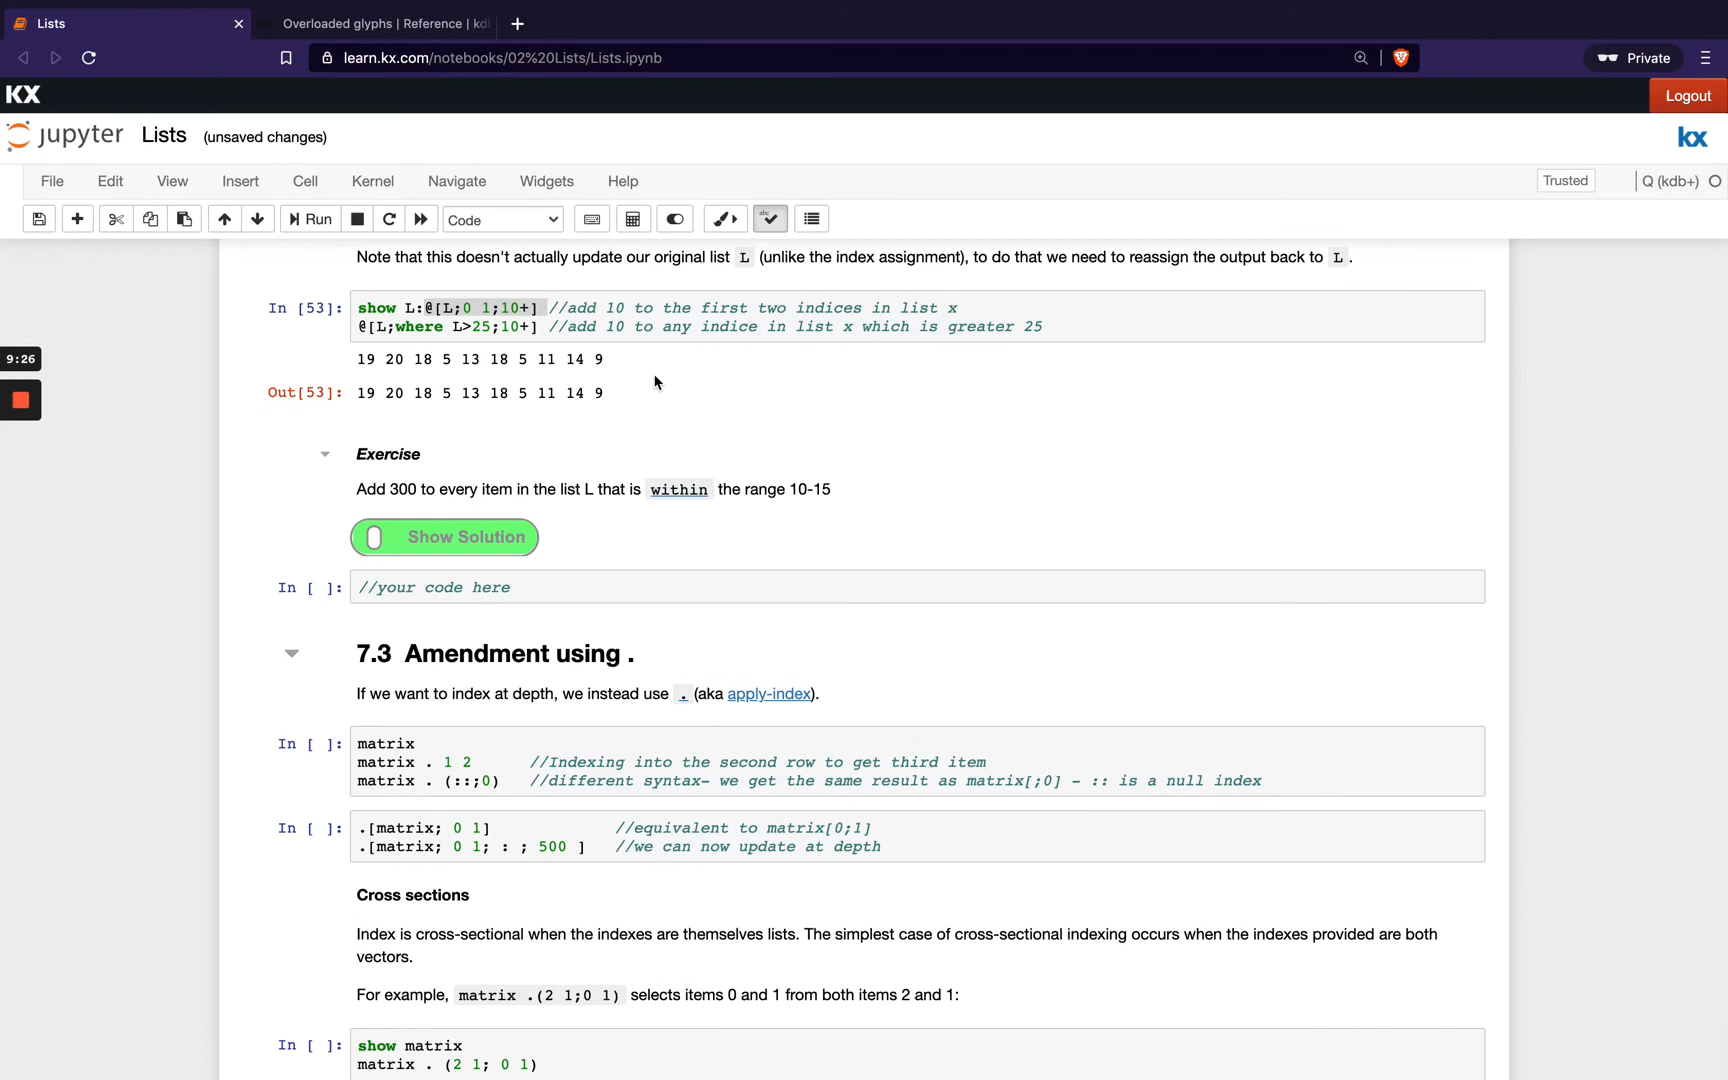 Lists
Overloaded glyphs | Reference | kd
learn.kx.com/notebooks/02%20Lists/Lists.ipynb
Private
KX
Logout
jupyter Lists (unsaved changes)
kx
File Edit View Insert Cell Kernel Navigate Widgets Help
Trusted
Q (kdb+)
Run
Code
Note that this doesn't actually update our original list L (unlike the index assignment), to do that we need to reassign the output back to L .
In [53]: show L:@[L;0 1;10+] //add 10 to the first two indices in list x
@[L;where L>25;10+] //add 10 to any indice in list x which is greater 25
9:26
19 20 18 5 13 18 5 11 14 9
Out[53]: 19 20 18 5 13 18 5 11 14 9
Exercise
Add 300 to every item in the list L that is within the range 10-15
Show Solution
In [ ]: //your code here
7.3 Amendment using .
If we want to index at depth, we instead use . (aka apply-index).
In [ ]: matrix
matrix . 1 2 //Indexing into the second row to get third item
matrix . (::;0) //different syntax- we get the same result as matrix[;0] - :: is a null index
In [ ]: .[matrix; 0 1] //equivalent to matrix[0;1]
.[matrix; 0 1; : ; 500 ] //we can now update at depth
Cross sections
Index is cross-sectional when the indexes are themselves lists. The simplest case of cross-sectional indexing occurs when the indexes provided are both
vectors.
For example, matrix .(2 1;0 1) selects items 0 and 1 from both items 2 and 1:
In [ ]: show matrix
matrix . (2 1; 0 1)